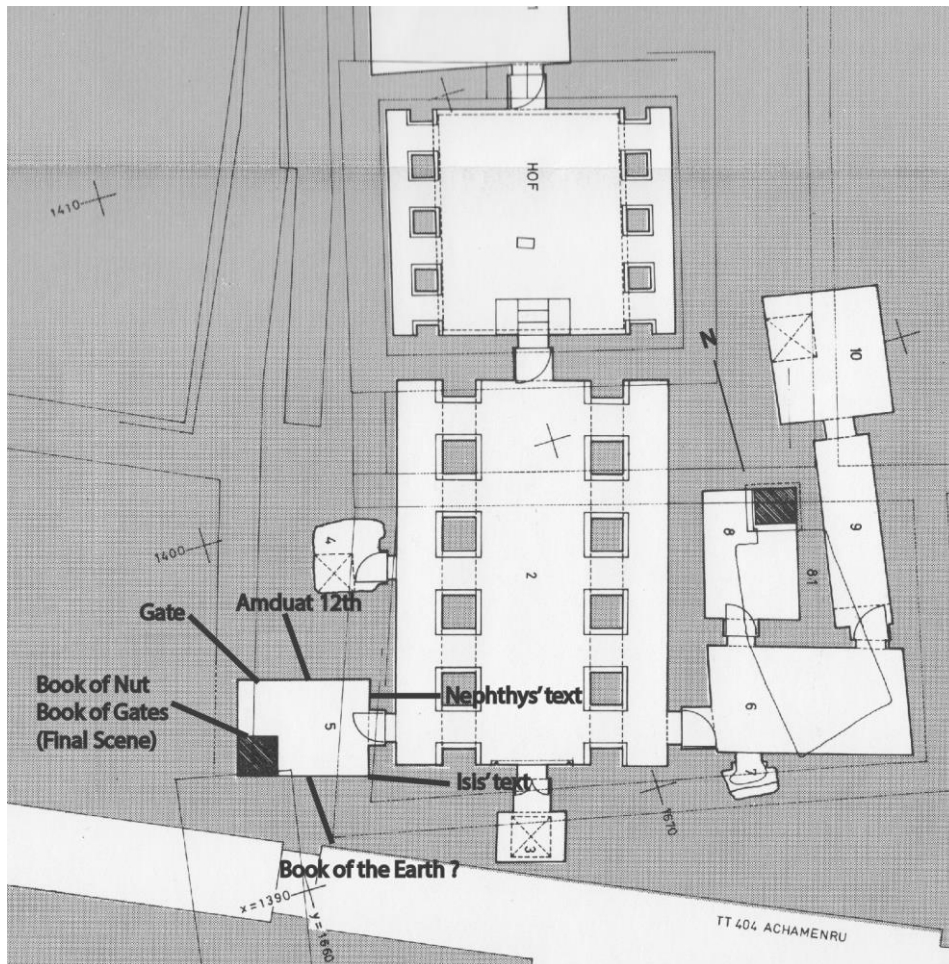 HOF
1410
N
10
4
1400
2
8
81
9
Gate
Amduat 12th
Book of Nut
Book of Gates
(Final Scene)
5
Nephthys' text
6
7
Isis' text
3
1670
Book of the Earth ?
x=1390
y=1660
TT 404 ACHAMENRU